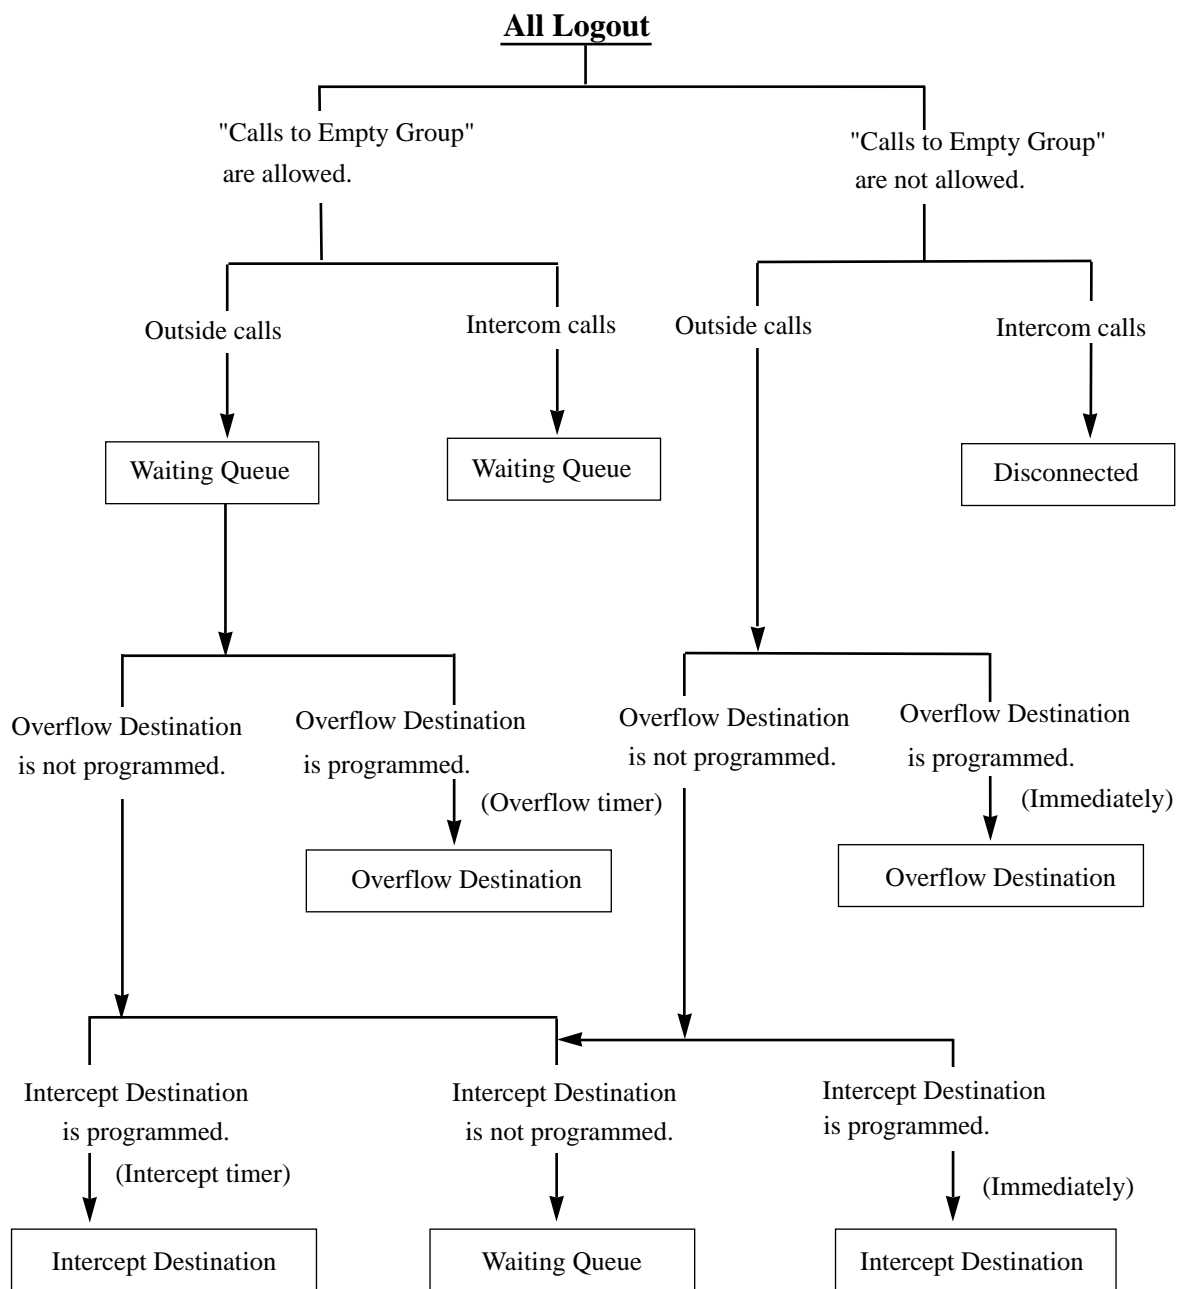 All Logout
"Calls to Empty Group"
are allowed.
"Calls to Empty Group"
are not allowed.
Outside calls
Intercom calls
Outside calls
Intercom calls
Waiting Queue
Waiting Queue
Disconnected
Overflow Destination
is not programmed.
Overflow Destination
is programmed.
(Overflow timer)
Overflow Destination
is not programmed.
Overflow Destination
is programmed.
(Immediately)
Overflow Destination
Overflow Destination
Intercept Destination
is programmed.
(Intercept timer)
Intercept Destination
is not programmed.
Intercept Destination
is programmed.
(Immediately)
Intercept Destination
Waiting Queue
Intercept Destination